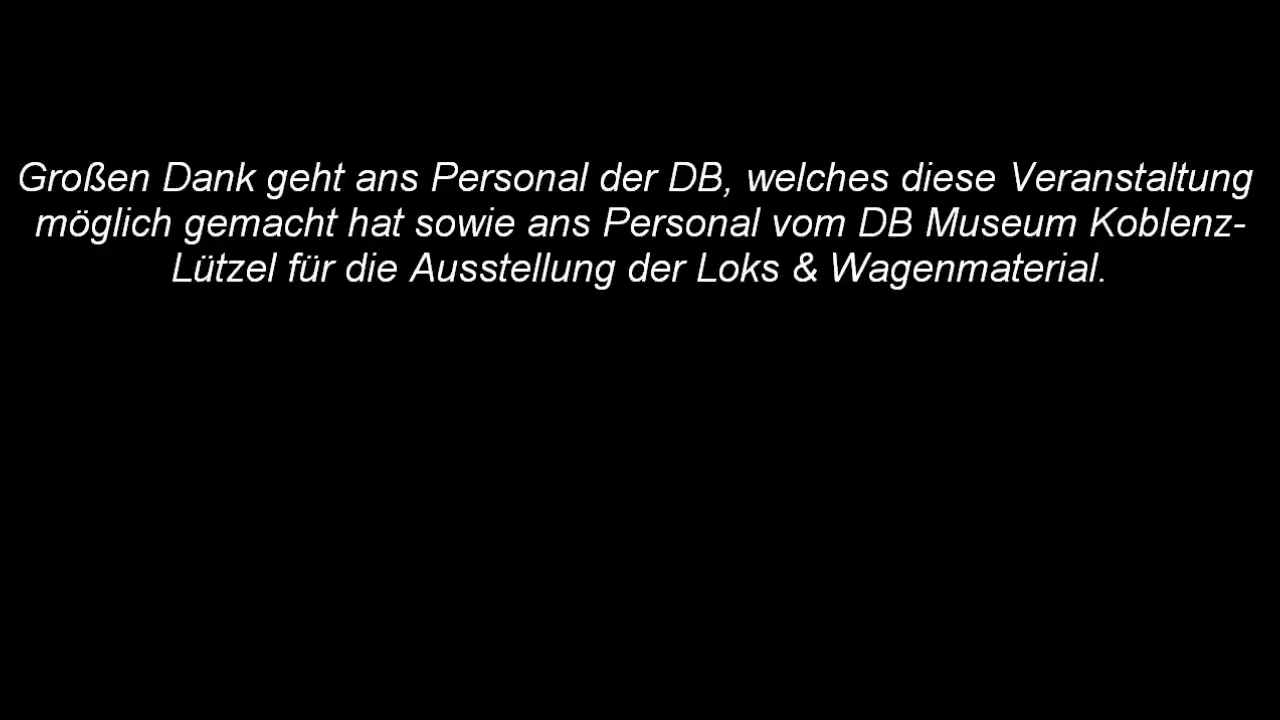 Großen Dank geht ans Personal der DB, welches diese Veranstaltung
möglich gemacht hat sowie ans Personal vom DB Museum Koblenz-
Lützel für die Ausstellung der Loks & Wagenmaterial.